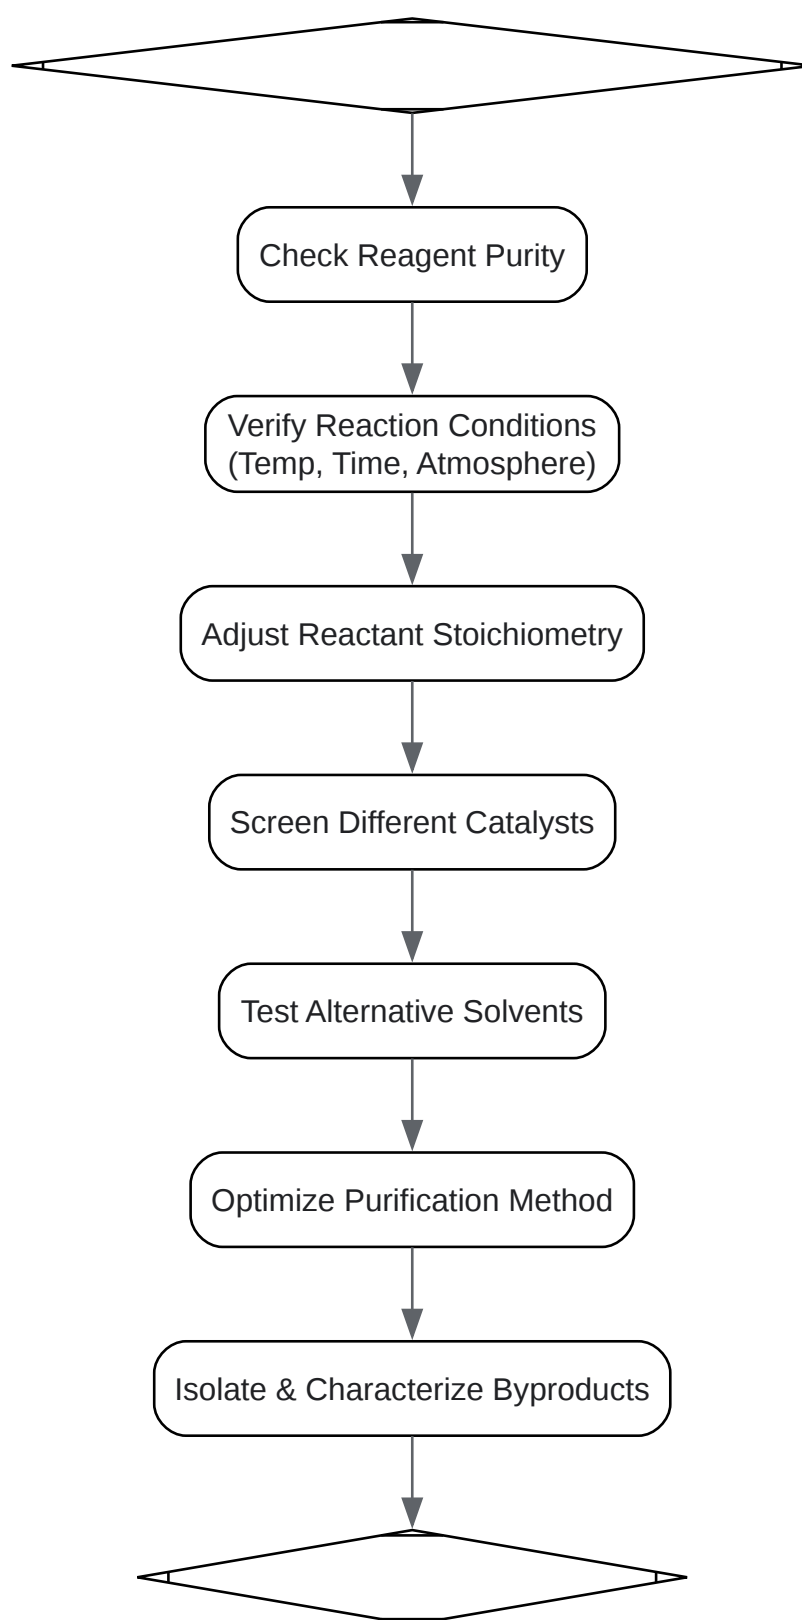 Check Reagent Purity
Verify Reaction Conditions
(Temp, Time, Atmosphere)
Adjust Reactant Stoichiometry
Screen Different Catalysts
Test Alternative Solvents
Optimize Purification Method
Isolate & Characterize Byproducts